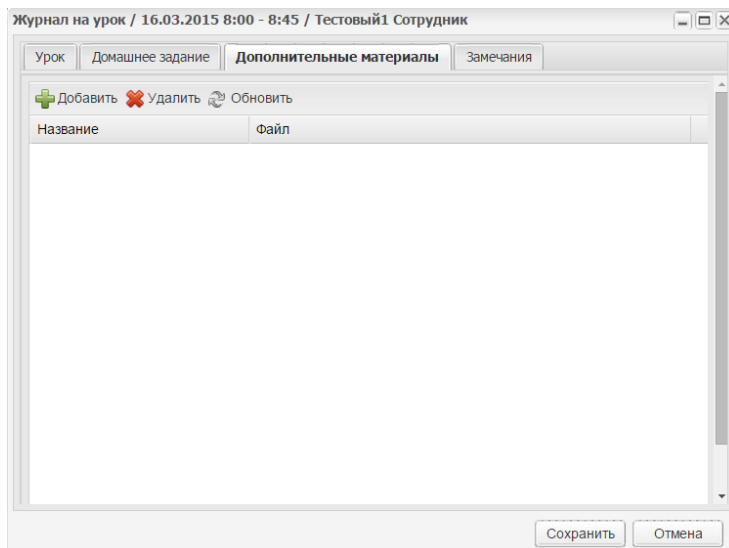 Журнал на урок / 16.03.2015 8:00 - 8:45 / Тестовый1 Сотрудник
Урок Домашнее задание Дополнительные материалы Замечания
Добавить Удалить Обновить
Название Файл
Сохранить Отмена